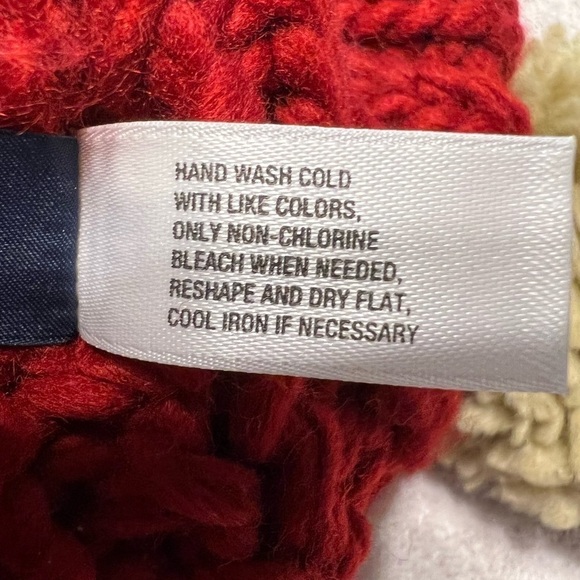 HAND WASH COLD
WITH LIKE COLORS,
ONLY NON-CHLORINE
BLEACH WHEN NEEDED,
RESHAPE AND DRY FLAT,
COOL IRON IF NECESSARY